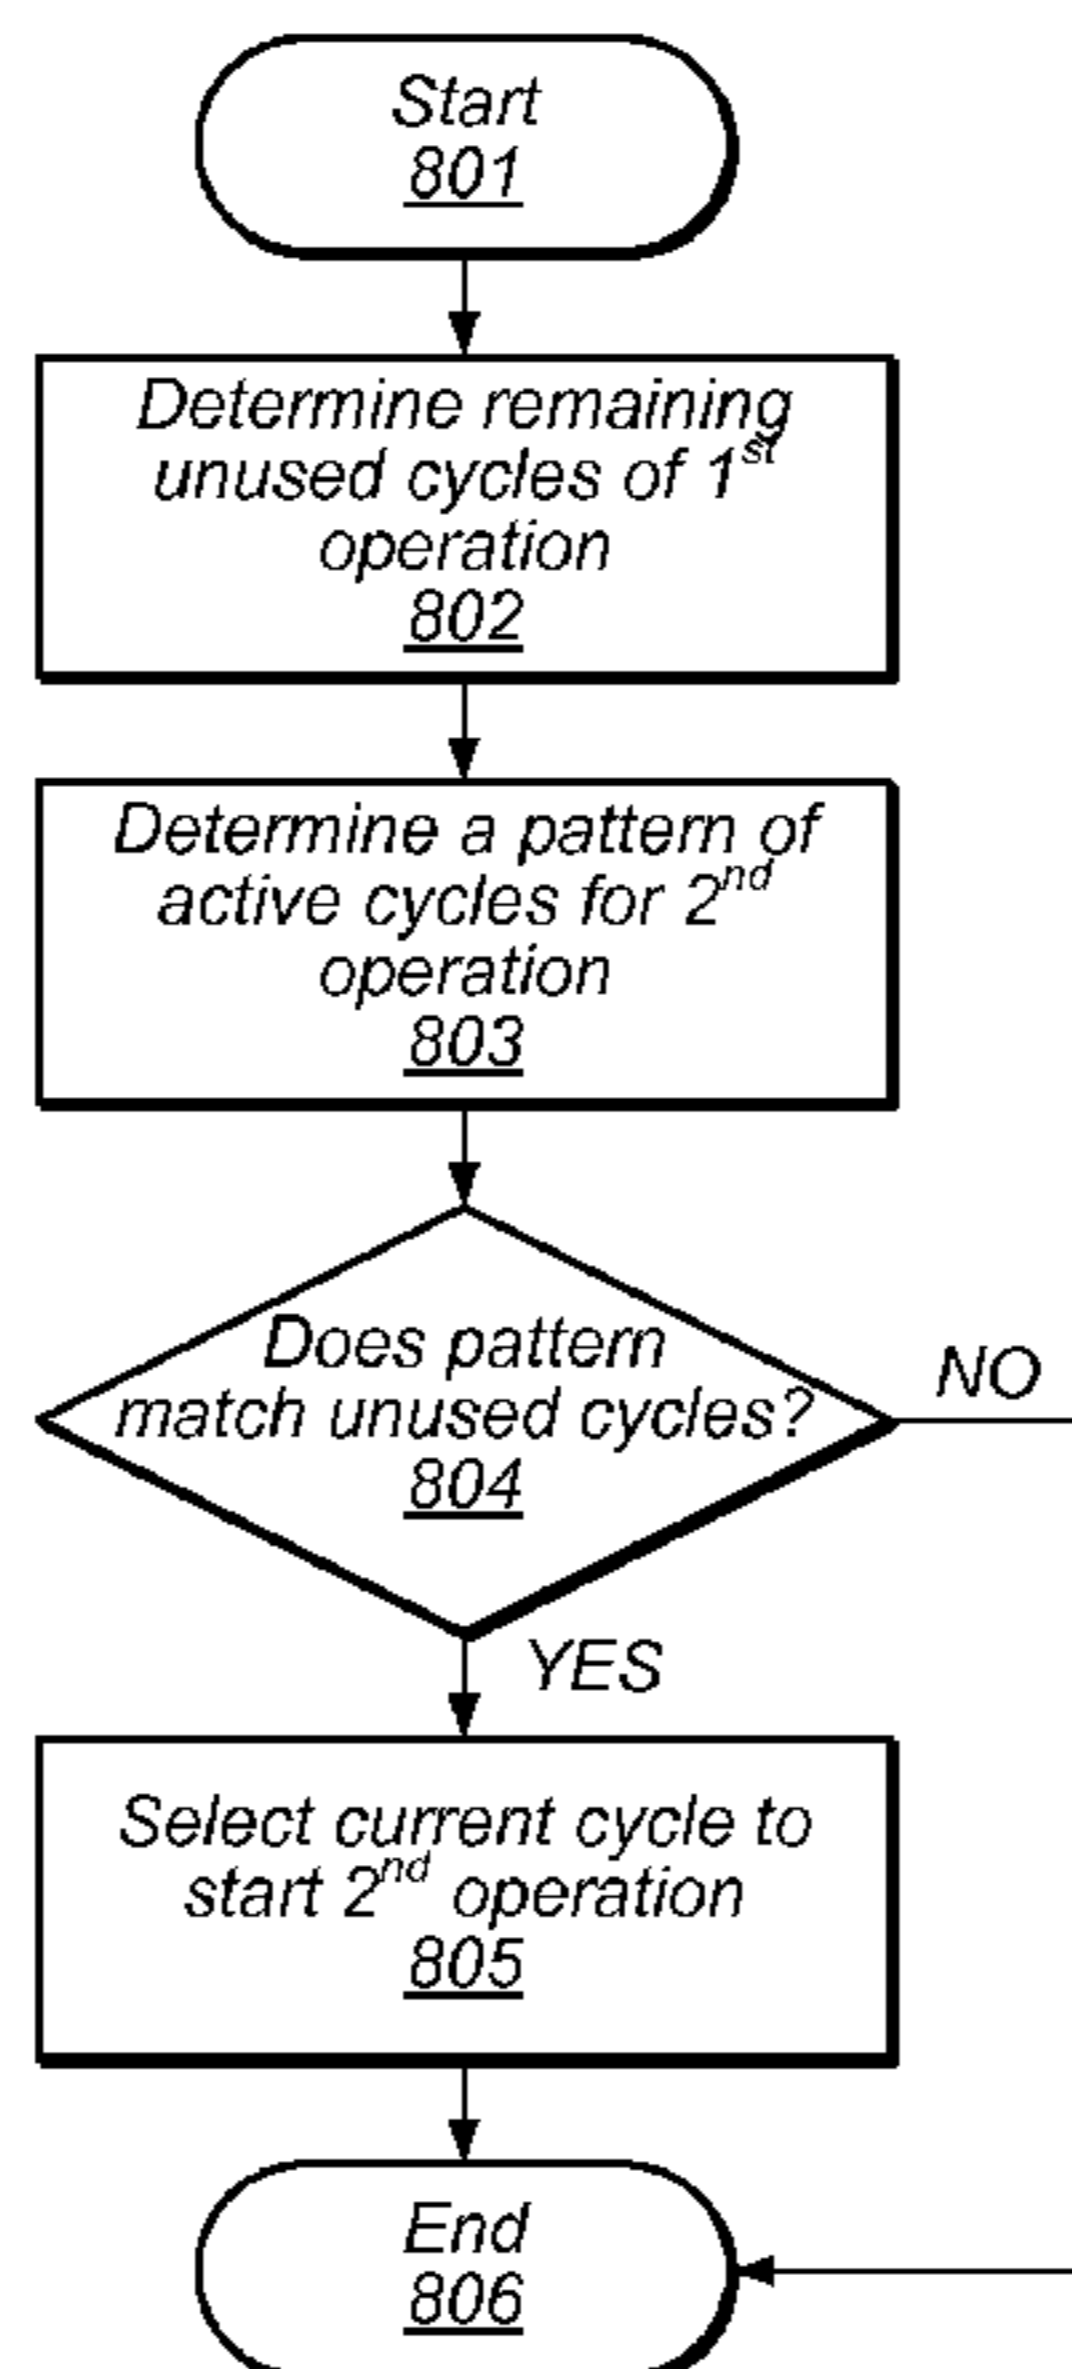 Start
801
Determine remaining
unused cycles of 1st
operation
802
Determine a pattern of
active cycles for 2nd
operation
803
Does pattern
match unused cycles?
804
NO
YES
Select current cycle to
start 2nd operation
805
End
806